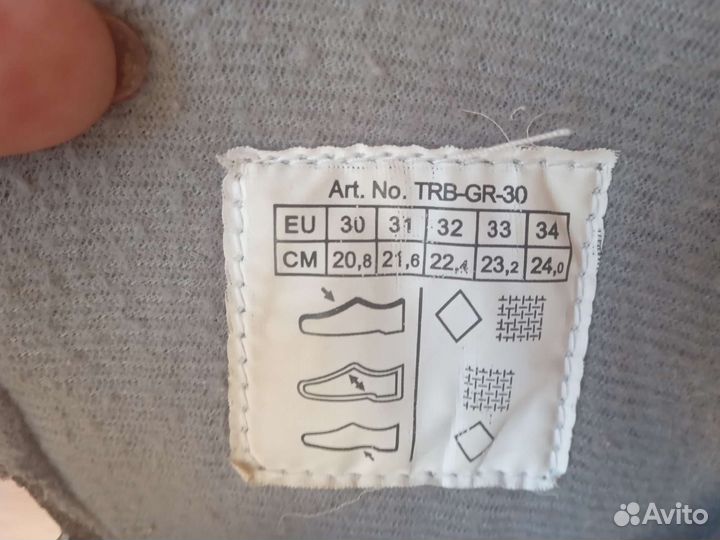 Art. No. TRB-GR-30
EU 30 31 32 33 34
CM 20,8 21,6 22,4 23,2 24,0
Avito